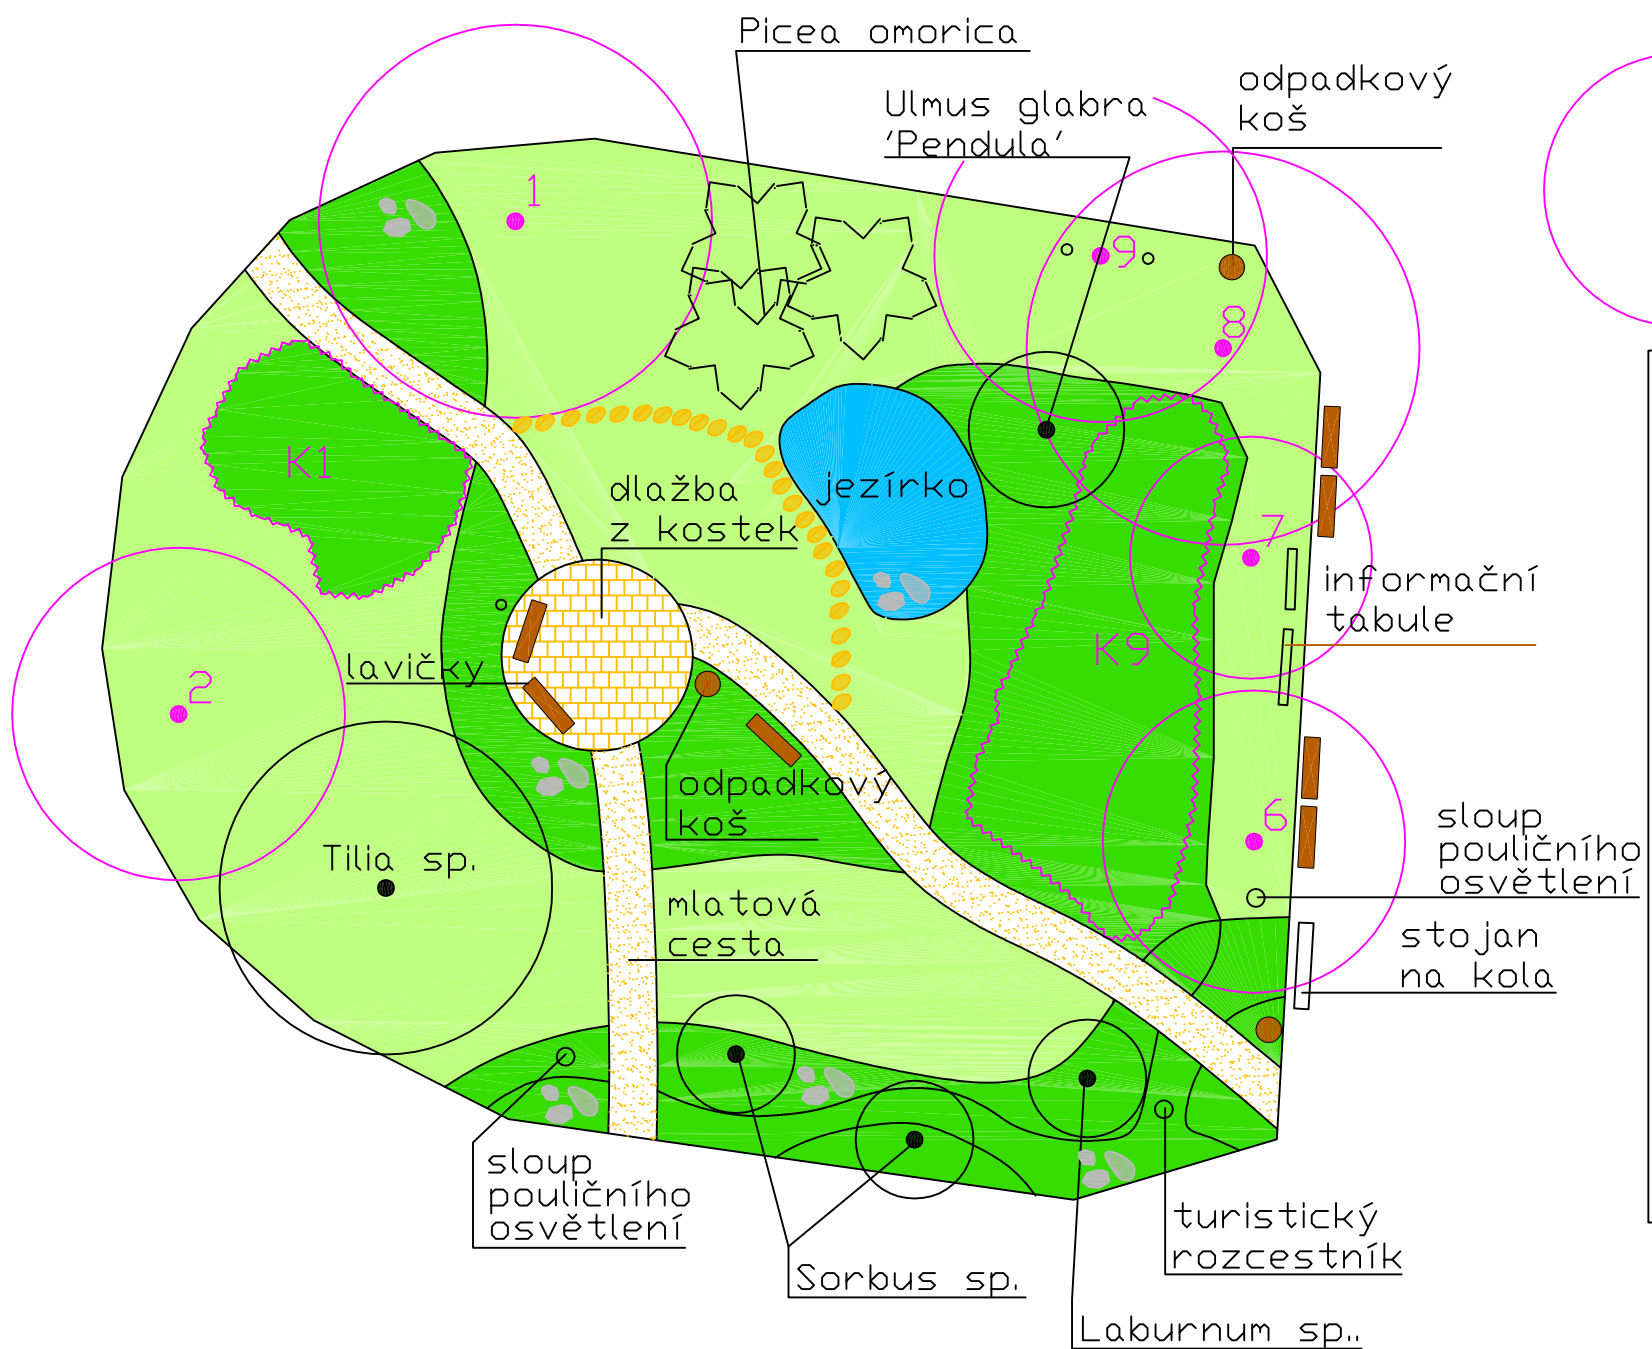 Picea omorica
odpadkový
koš
Ulmus glabra
'Pendula'
1
9
8
K1
dlažba
z kostek
jezírko
7
informační
tabule
K9
lavičky
2
odpadkový
koš
6
sloup
pouličního
osvětlení
Tilia sp.
mlatová
cesta
stojan
na kola
sloup
pouličního
osvětlení
turistický
rozcestník
Sorbus sp.
Laburnum sp..